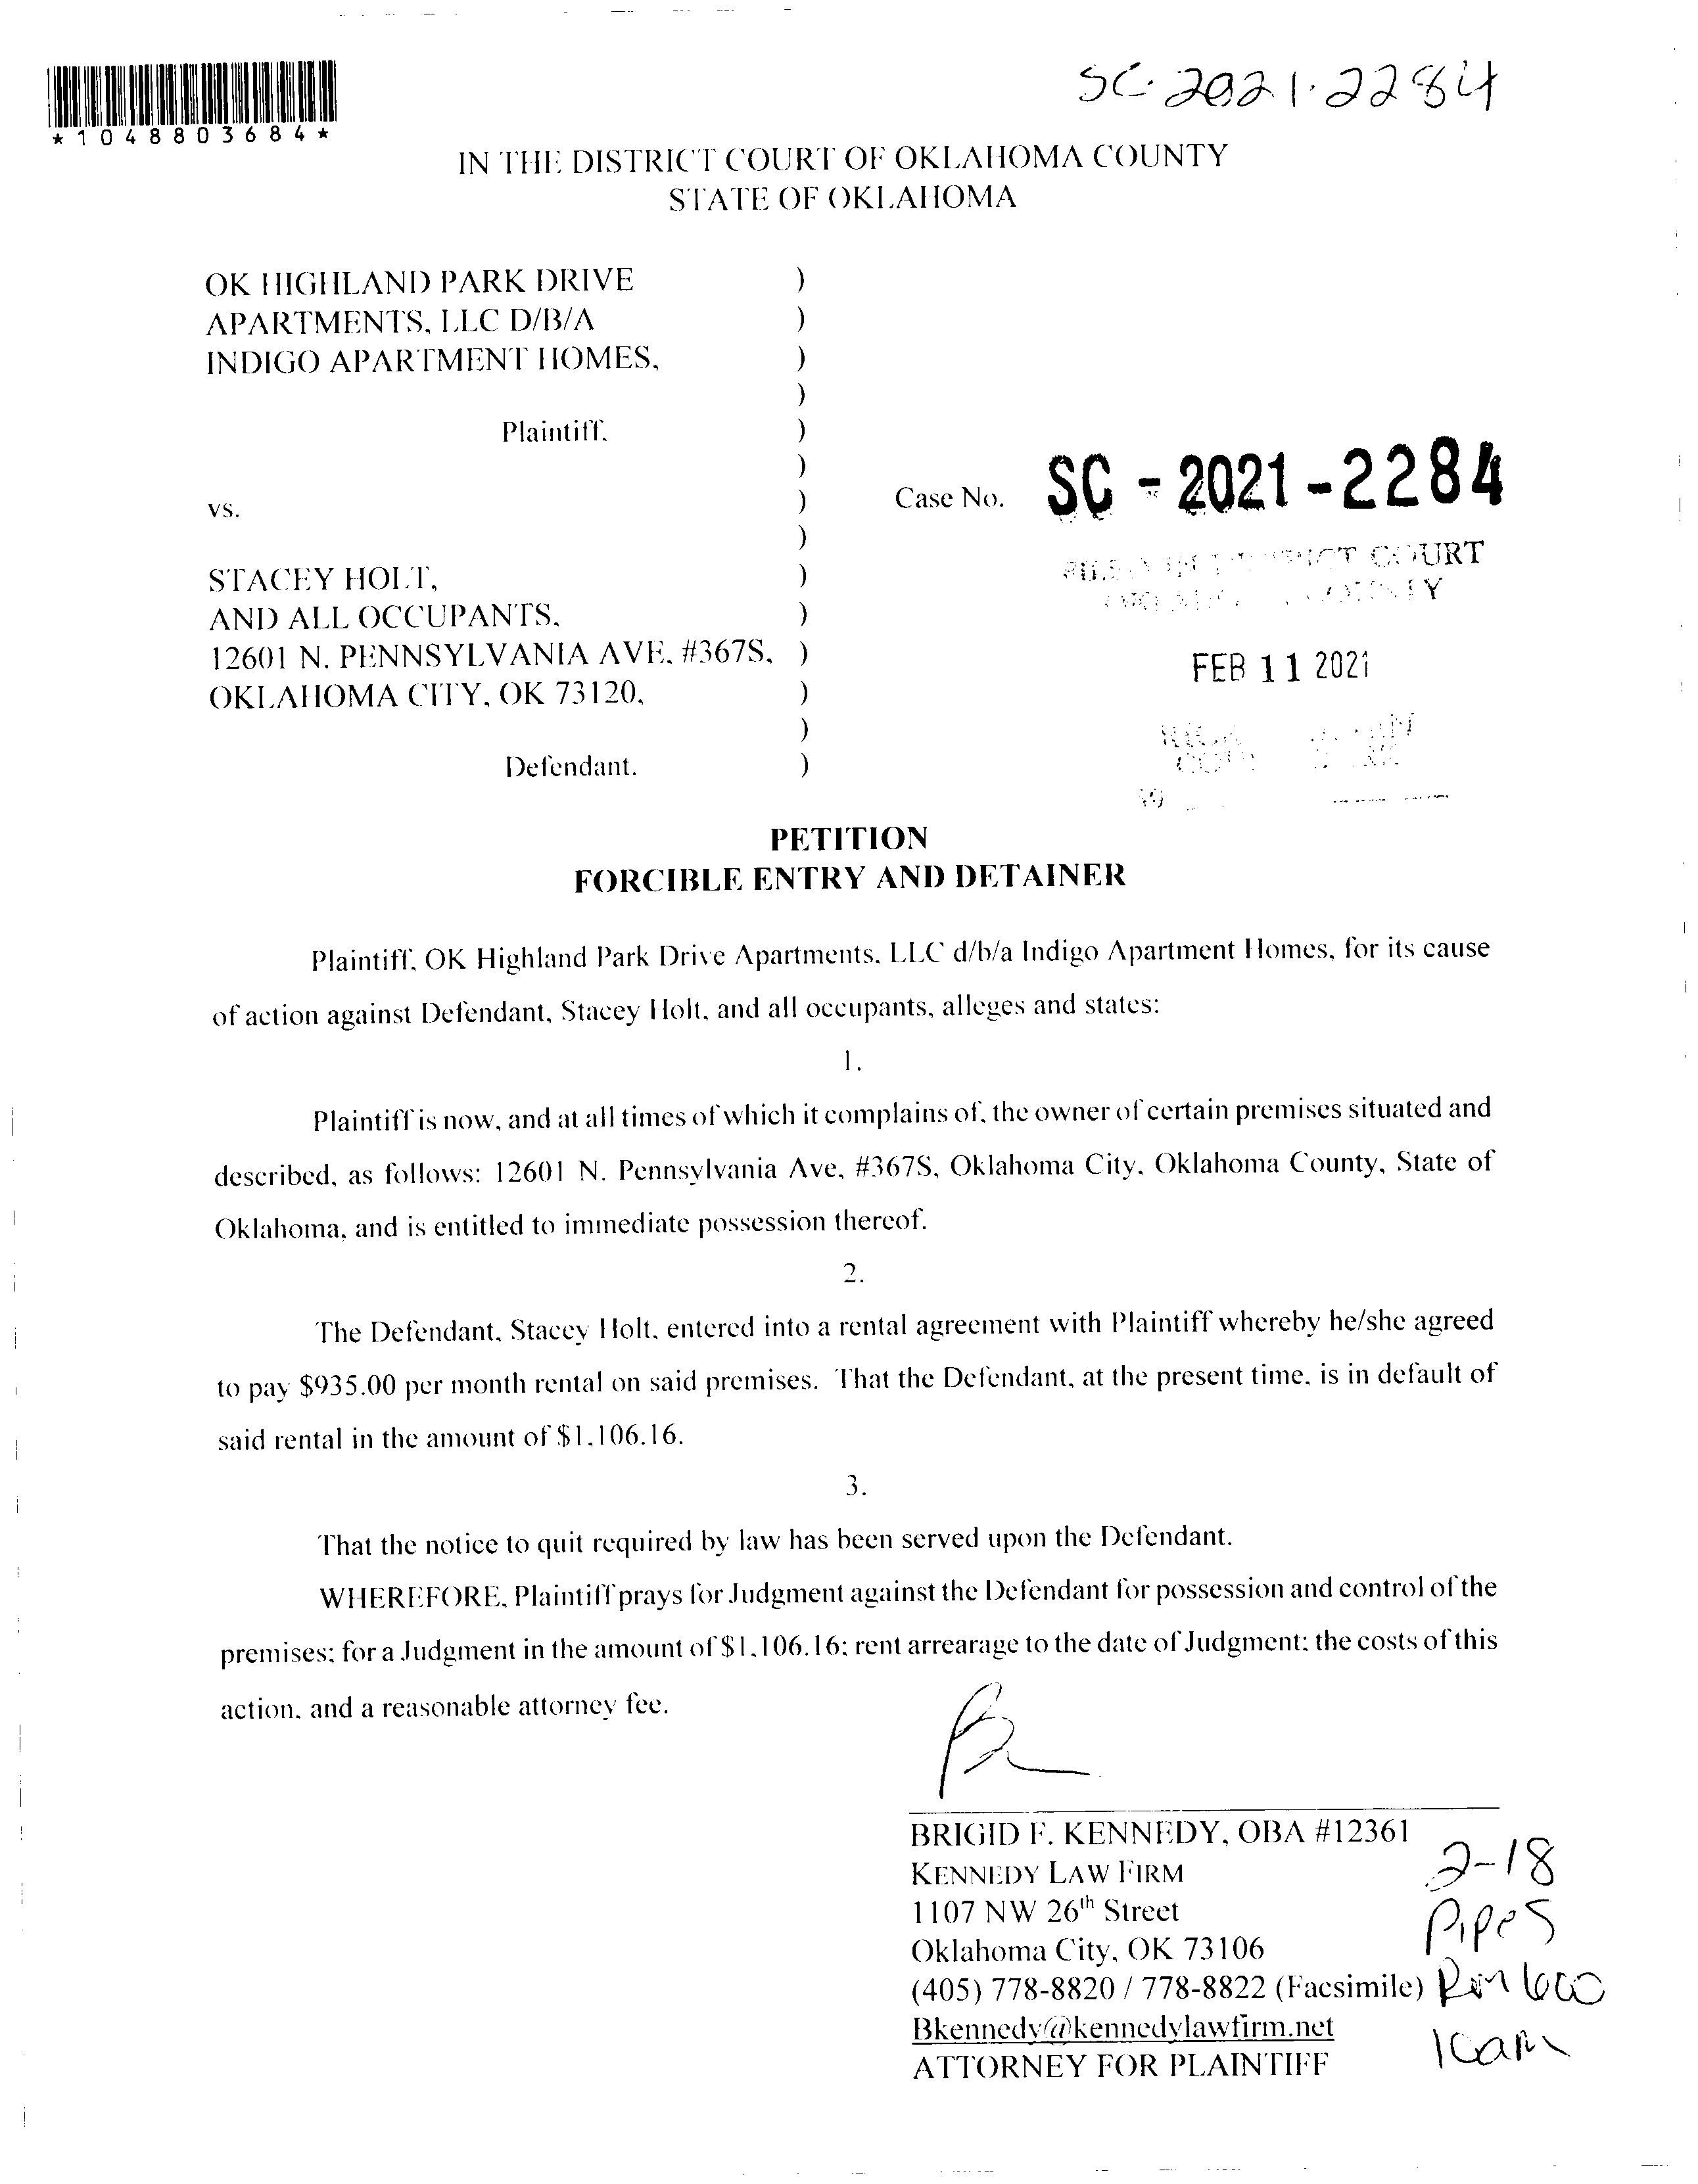 SC-2021-2284
*1048803684*
IN THE DISTRICT COURT OF OKLAHOMA COUNTY
STATE OF OKLAHOMA
OK HIGHLAND PARK DRIVE )
APARTMENTS, LLC D/B/A )
INDIGO APARTMENT HOMES, )
)
Plaintiff, )
)
vs. ) Case No. SC - 2021 - 2284
)
STACEY HOLT, ) DISTRICT COURT
AND ALL OCCUPANTS, ) COUNTY
12601 N. PENNSYLVANIA AVE, #367S, ) FEB 11 2021
OKLAHOMA CITY, OK 73120, )
)
Defendant. )
PETITION
FORCIBLE ENTRY AND DETAINER
Plaintiff, OK Highland Park Drive Apartments, LLC d/b/a Indigo Apartment Homes, for its cause
of action against Defendant, Stacey Holt, and all occupants, alleges and states:
1.
Plaintiff is now, and at all times of which it complains of, the owner of certain premises situated and
described, as follows: 12601 N. Pennsylvania Ave, #367S, Oklahoma City, Oklahoma County, State of
Oklahoma, and is entitled to immediate possession thereof.
2.
The Defendant, Stacey Holt, entered into a rental agreement with Plaintiff whereby he/she agreed
to pay $935.00 per month rental on said premises. That the Defendant, at the present time, is in default of
said rental in the amount of $1,106.16.
3.
That the notice to quit required by law has been served upon the Defendant.
WHEREFORE, Plaintiff prays for Judgment against the Defendant for possession and control of the
premises; for a Judgment in the amount of $1,106.16; rent arrearage to the date of Judgment; the costs of this
action, and a reasonable attorney fee.
BRIGID F. KENNEDY, OBA #12361
KENNEDY LAW FIRM
1107 NW 26th Street
Oklahoma City, OK 73106
(405) 778-8820 / 778-8822 (Facsimile)
Bkennedy@kennedylawfirm.net
ATTORNEY FOR PLAINTIFF
2-18
Pipes
Rm 600
10am